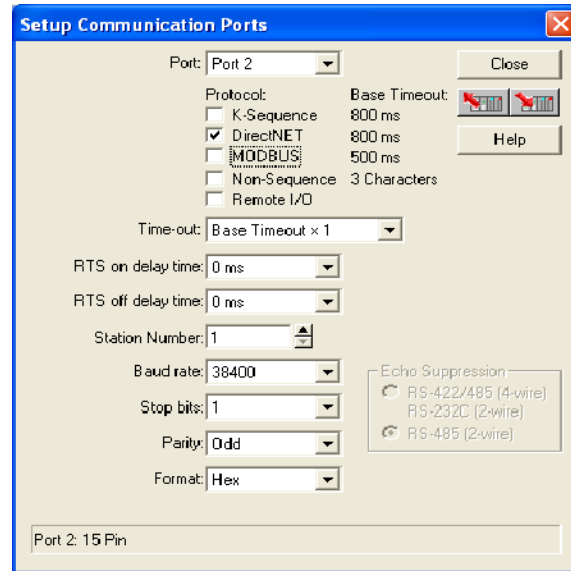 Setup Communication Ports
Port: Port 2
Close
Protocol: Base Timeout:
K-Sequence 800 ms
DirectNET 800 ms
Help
MODBUS 500 ms
Non-Sequence 3 Characters
Remote I/O
Time-out: Base Timeout × 1
RTS on delay time: 0 ms
RTS off delay time: 0 ms
Station Number: 1
Baud rate: 38400
Echo Suppression
RS-422/485 (4-wire)
RS-232C (2-wire)
Stop bits: 1
RS-485 (2-wire)
Parity: Odd
Format: Hex
Port 2: 15 Pin